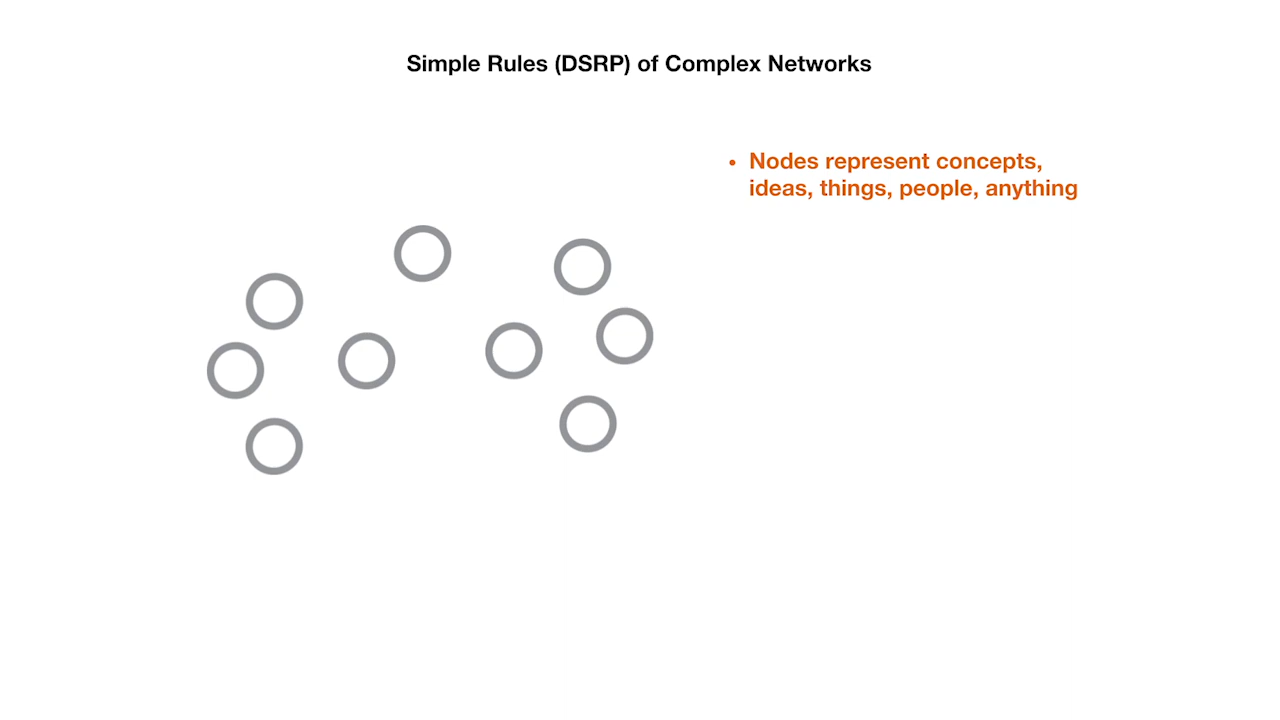 Simple Rules (DSRP) of Complex Networks
• Nodes represent concepts,
ideas, things, people, anything